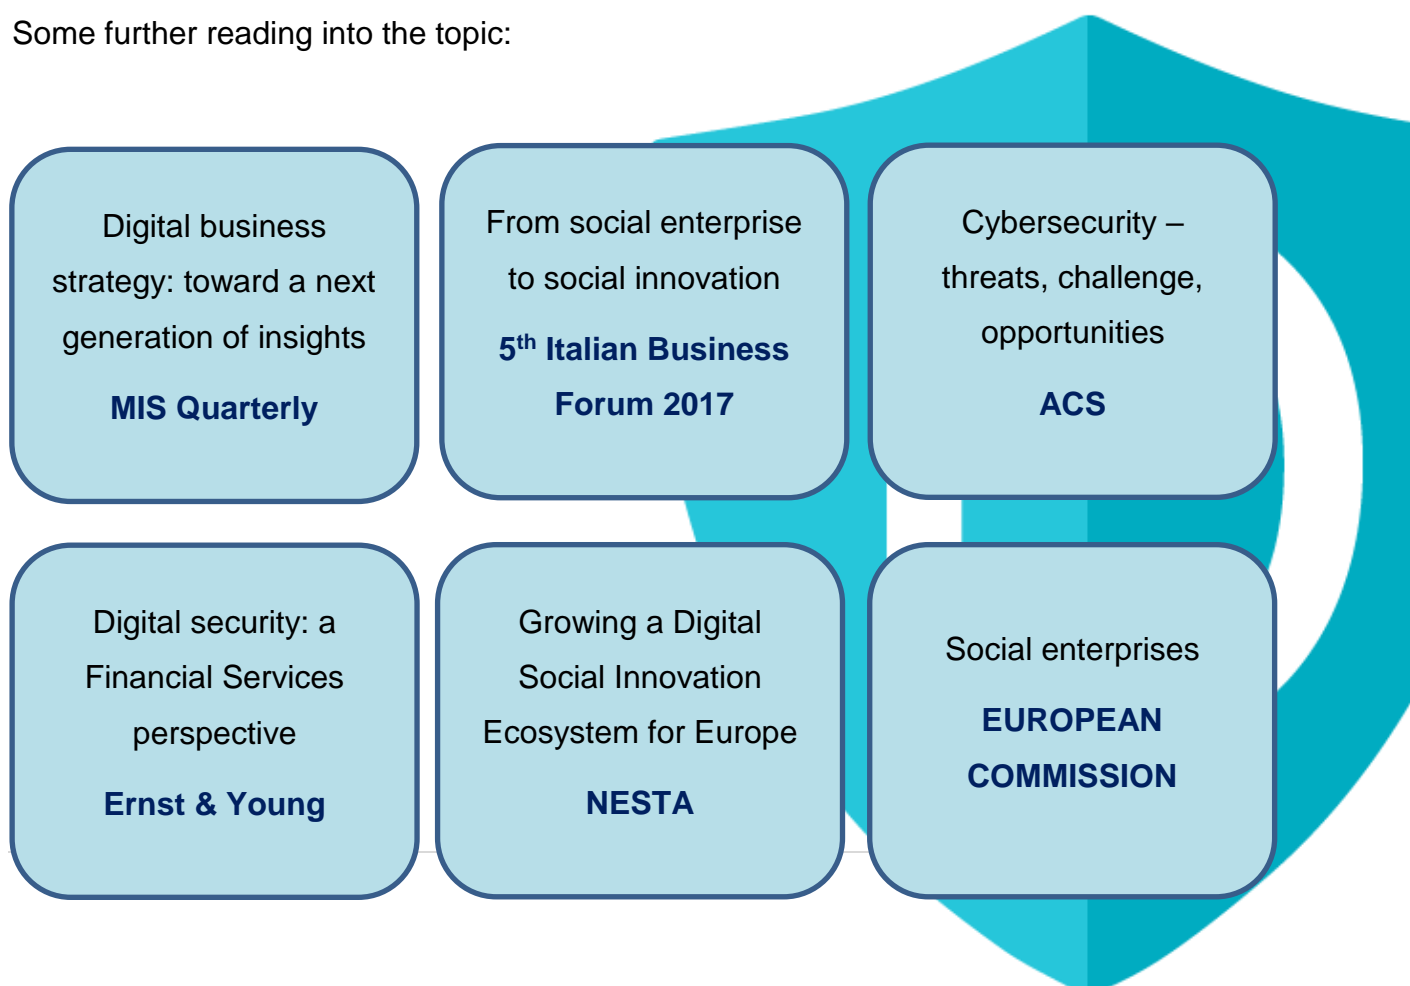 Some further reading into the topic:
Digital business
strategy: toward a next
generation of insights
MIS Quarterly
From social enterprise
to social innovation
5th Italian Business
Forum 2017
Cybersecurity –
threats, challenge,
opportunities
ACS
Digital security: a
Financial Services
perspective
Ernst & Young
Growing a Digital
Social Innovation
Ecosystem for Europe
NESTA
Social enterprises
EUROPEAN
COMMISSION